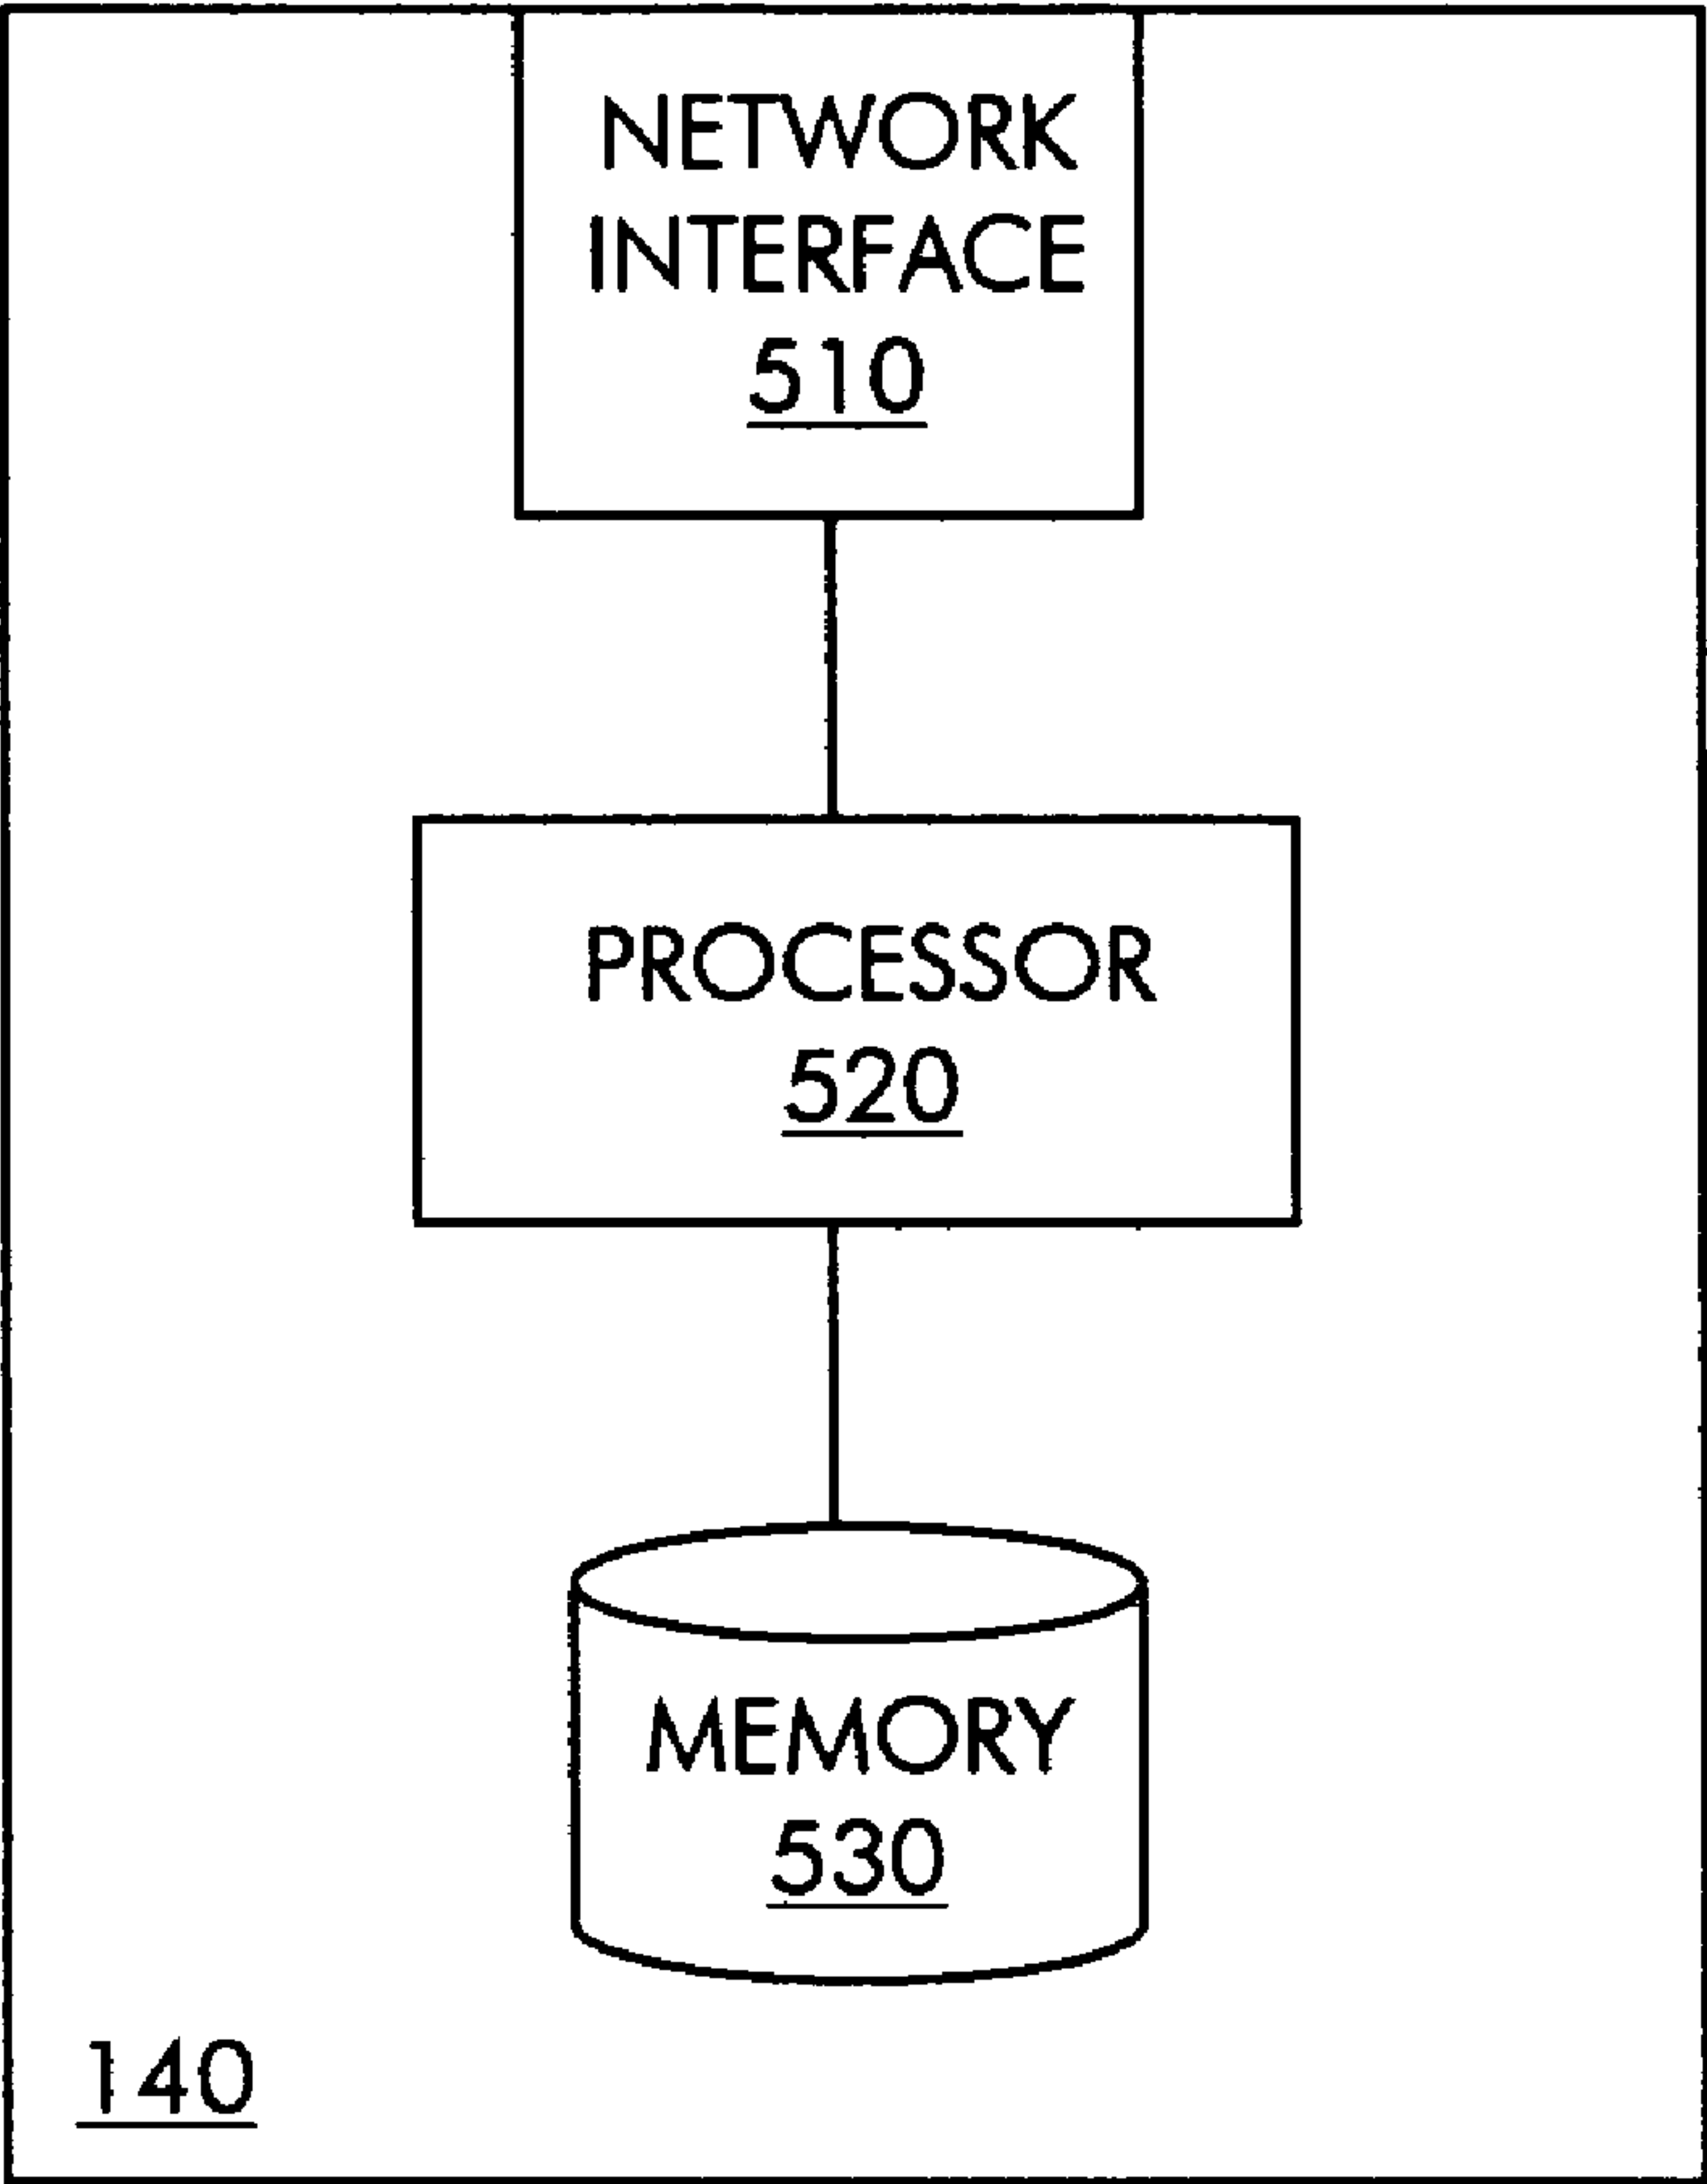 NETWORK
INTERFACE
510
PROCESSOR
520
MEMORY
530
140